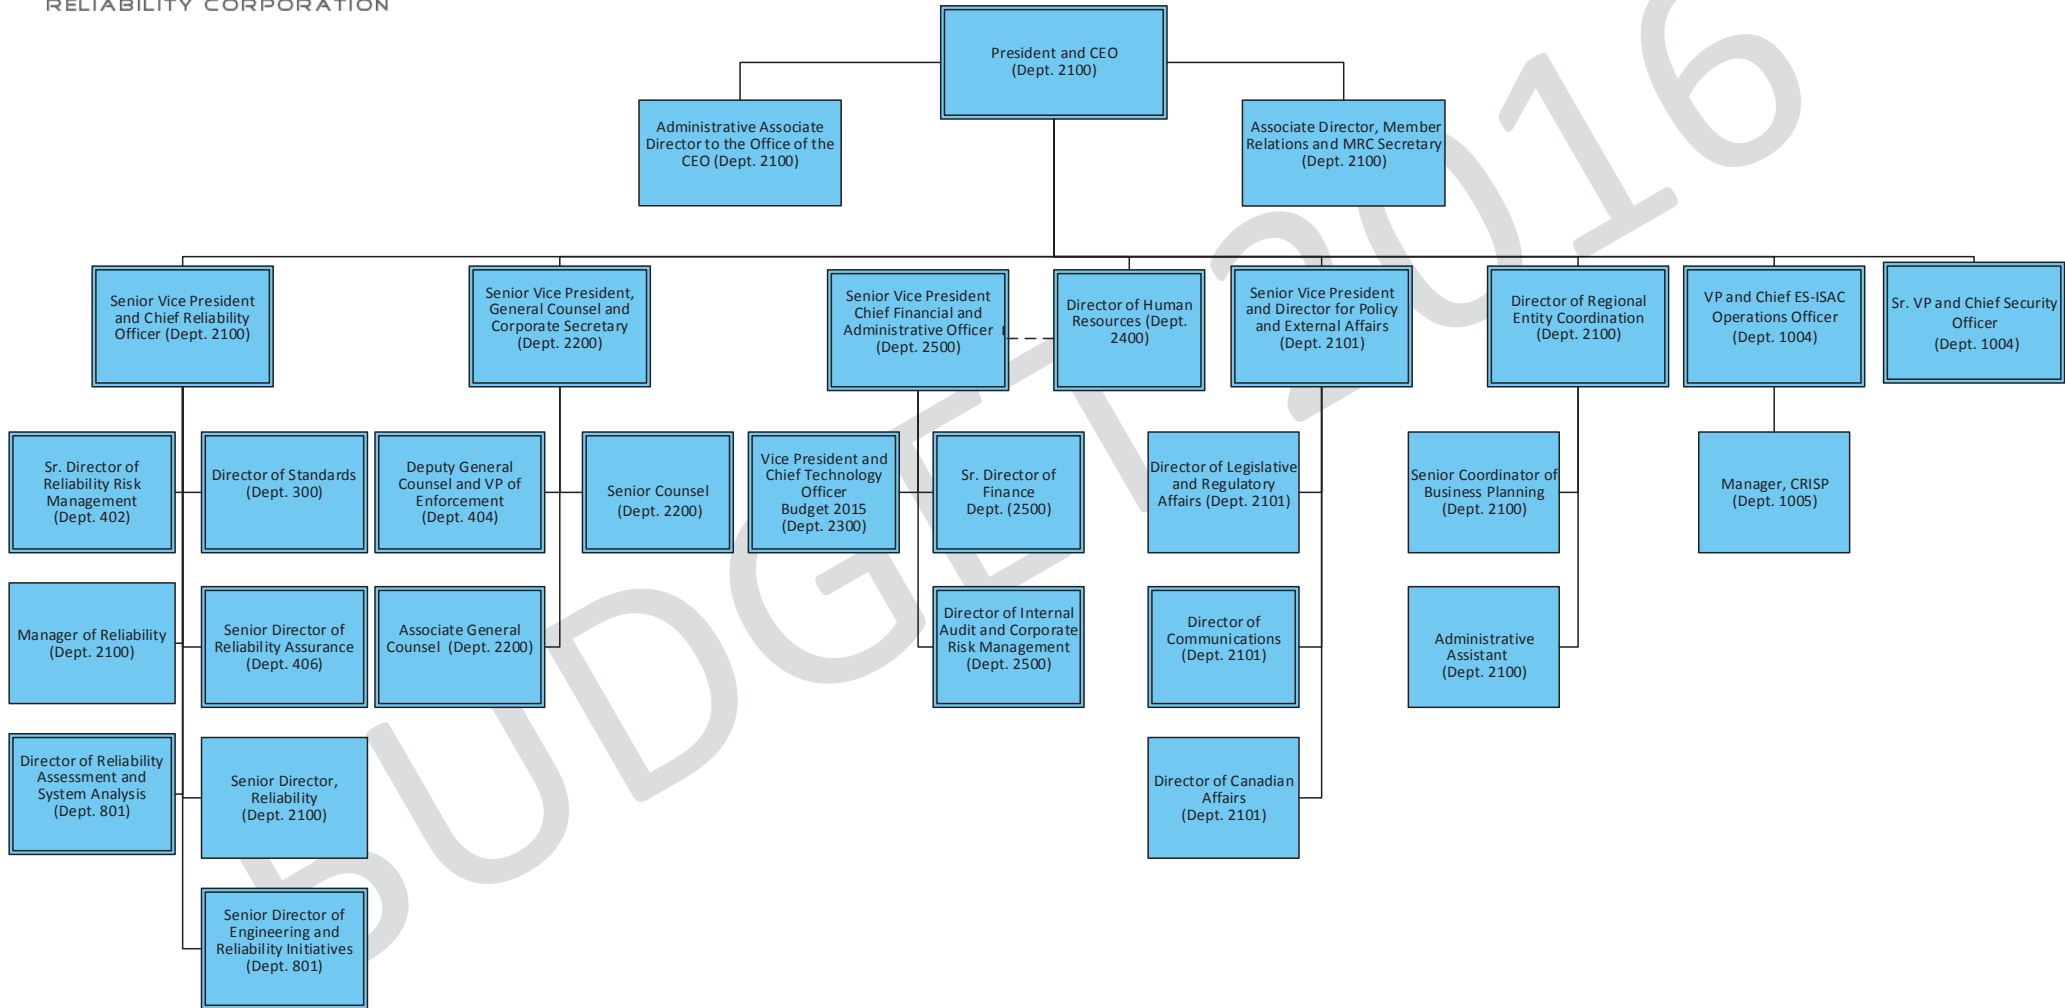 RELIABILITY CORPORATION
President and CEO
(Dept. 2100)
Administrative Associate
Director to the Office of the
CEO (Dept. 2100)
Associate Director, Member
Relations and MRC Secretary
(Dept. 2100)
Senior Vice President
and Chief Reliability
Officer (Dept. 2100)
Senior Vice President,
General Counsel and
Corporate Secretary
(Dept. 2200)
Senior Vice President
Chief Financial and
Administrative Officer
(Dept. 2500)
Director of Human
Resources (Dept.
2400)
Senior Vice President
and Director for Policy
and External Affairs
(Dept. 2101)
Director of Regional
Entity Coordination
(Dept. 2100)
VP and Chief ES-ISAC
Operations Officer
(Dept. 1004)
Sr. VP and Chief Security
Officer
(Dept. 1004)
Sr. Director of
Reliability Risk
Management
(Dept. 402)
Director of Standards
(Dept. 300)
Deputy General
Counsel and VP of
Enforcement
(Dept. 404)
Senior Counsel
(Dept. 2200)
Vice President and
Chief Technology
Officer
Budget 2015
(Dept. 2300)
Sr. Director of
Finance
Dept. (2500)
Director of Legislative
and Regulatory
Affairs (Dept. 2101)
Senior Coordinator of
Business Planning
(Dept. 2100)
Manager, CRISP
(Dept. 1005)
Manager of Reliability
(Dept. 2100)
Senior Director of
Reliability Assurance
(Dept. 406)
Associate General
Counsel (Dept. 2200)
Director of Internal
Audit and Corporate
Risk Management
(Dept. 2500)
Director of
Communications
(Dept. 2101)
Administrative
Assistant
(Dept. 2100)
Director of Reliability
Assessment and
System Analysis
(Dept. 801)
Senior Director,
Reliability
(Dept. 2100)
Director of Canadian
Affairs
(Dept. 2101)
Senior Director of
Engineering and
Reliability Initiatives
(Dept. 801)
BUDGET 2016